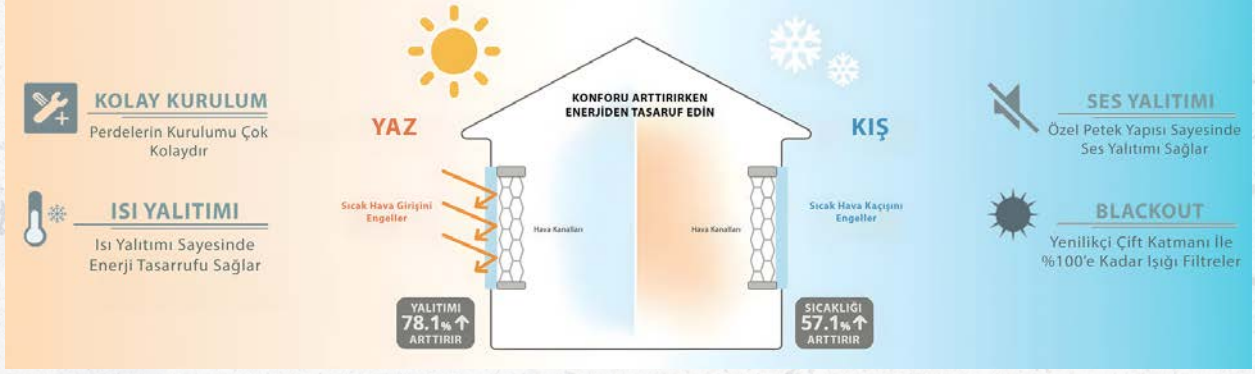 KOLAY KURULUM
Perdelerin Kurulumu Çok
Kolaydır
ISI YALITIMI
Isı Yalıtımı Sayesinde
Enerji Tasarrufu Sağlar
YAZ
Sıcak Hava Girişini
Engeller
YALITIMI
78.1%
ARTTIRIR
KONFORU ARTTIRIRKEN
ENERJİDEN TASARUF EDİN
Hava Kanalları
Hava Kanalları
KIŞ
Sıcak Hava Kaçışını
Engeller
SICAKLIĞI
57.1%
ARTTIRIR
SES YALITIMI
Özel Petek Yapısı Sayesinde
Ses Yalıtımı Sağlar
BLACKOUT
Yenilikçi Çift Katmanı İle
%100'e Kadar Işığı Filtreler